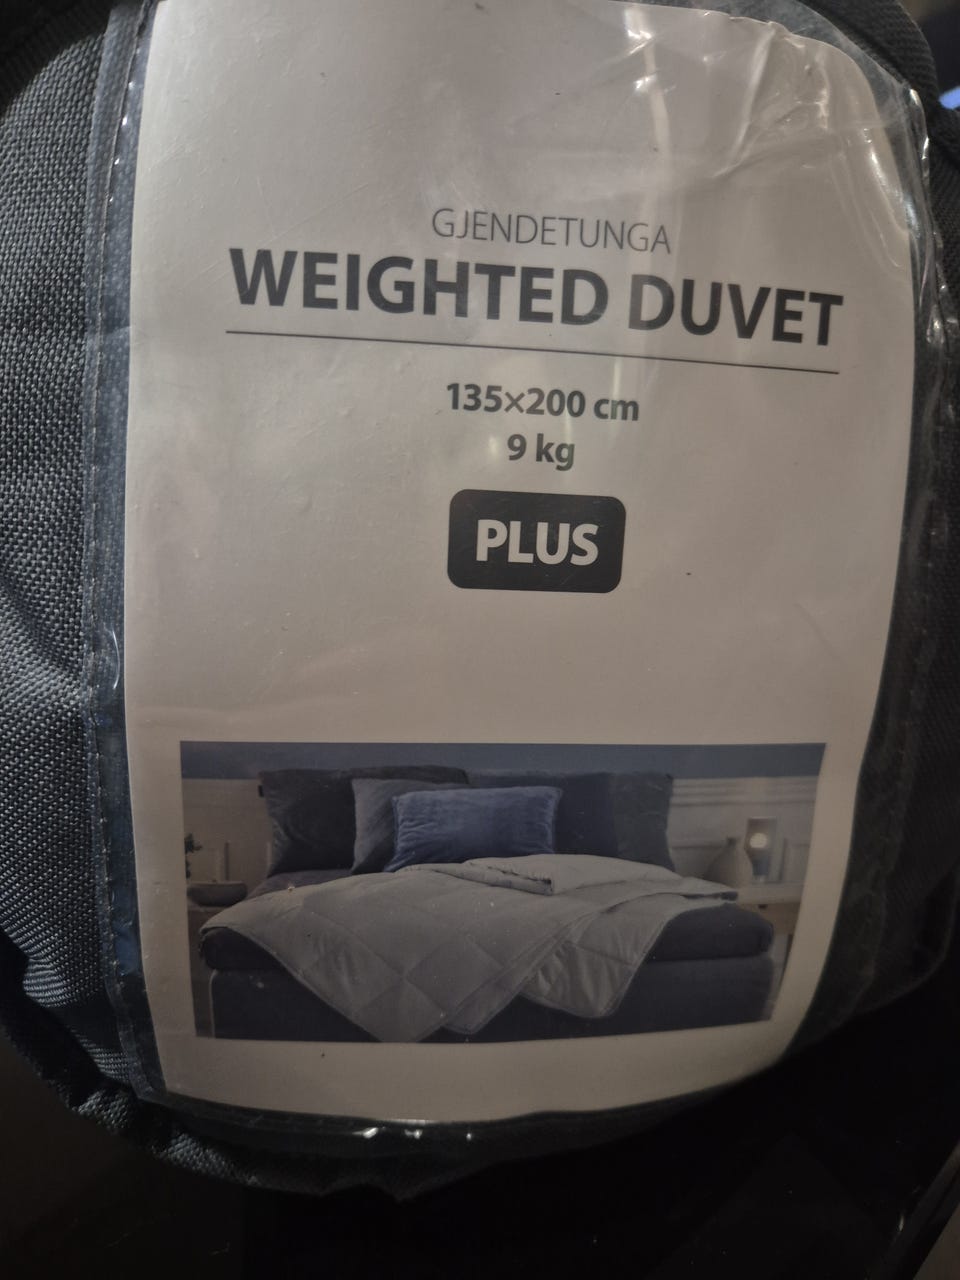 GJENDETUNGA
WEIGHTED DUVET
135×200 cm
9 kg
PLUS